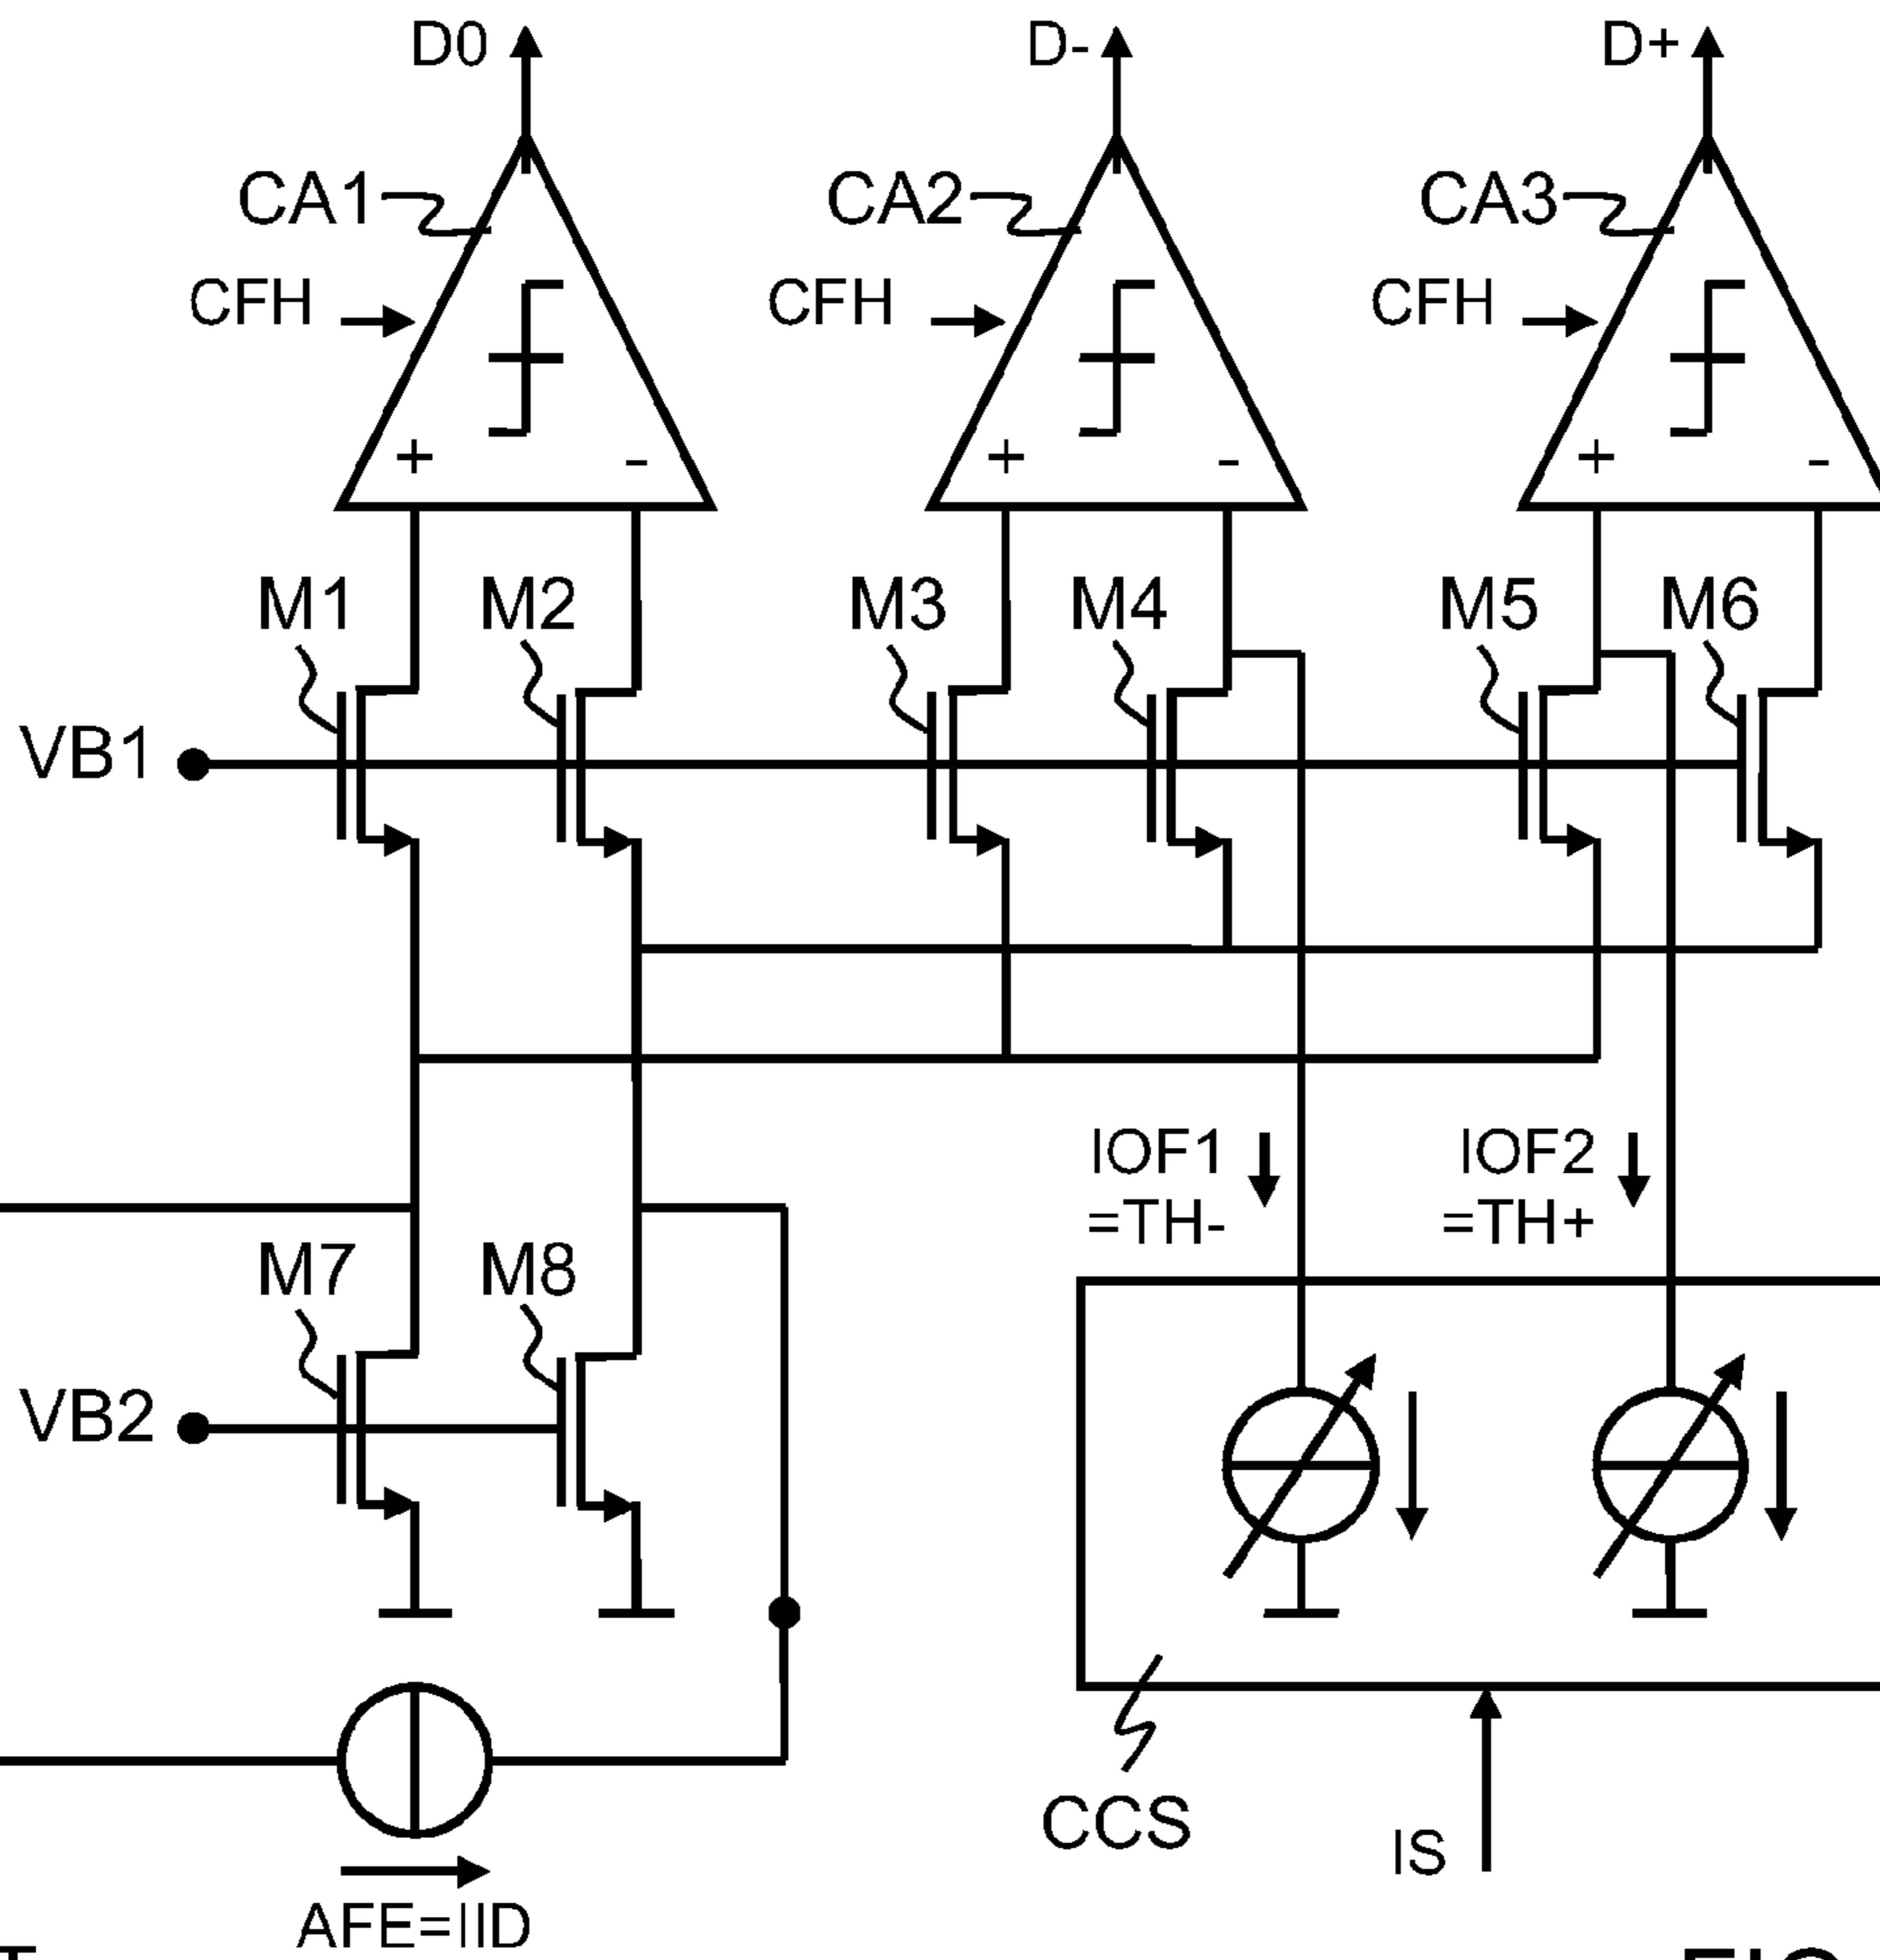 D0
D-
D+
CA1
CA2
CA3
CFH
CFH
CFH
+ -
+ -
+ -
M1
M2
M3
M4
M5
M6
VB1
IOF1
=TH-
IOF2
=TH+
M7
M8
VB2
CCS
IS
AFE=IID